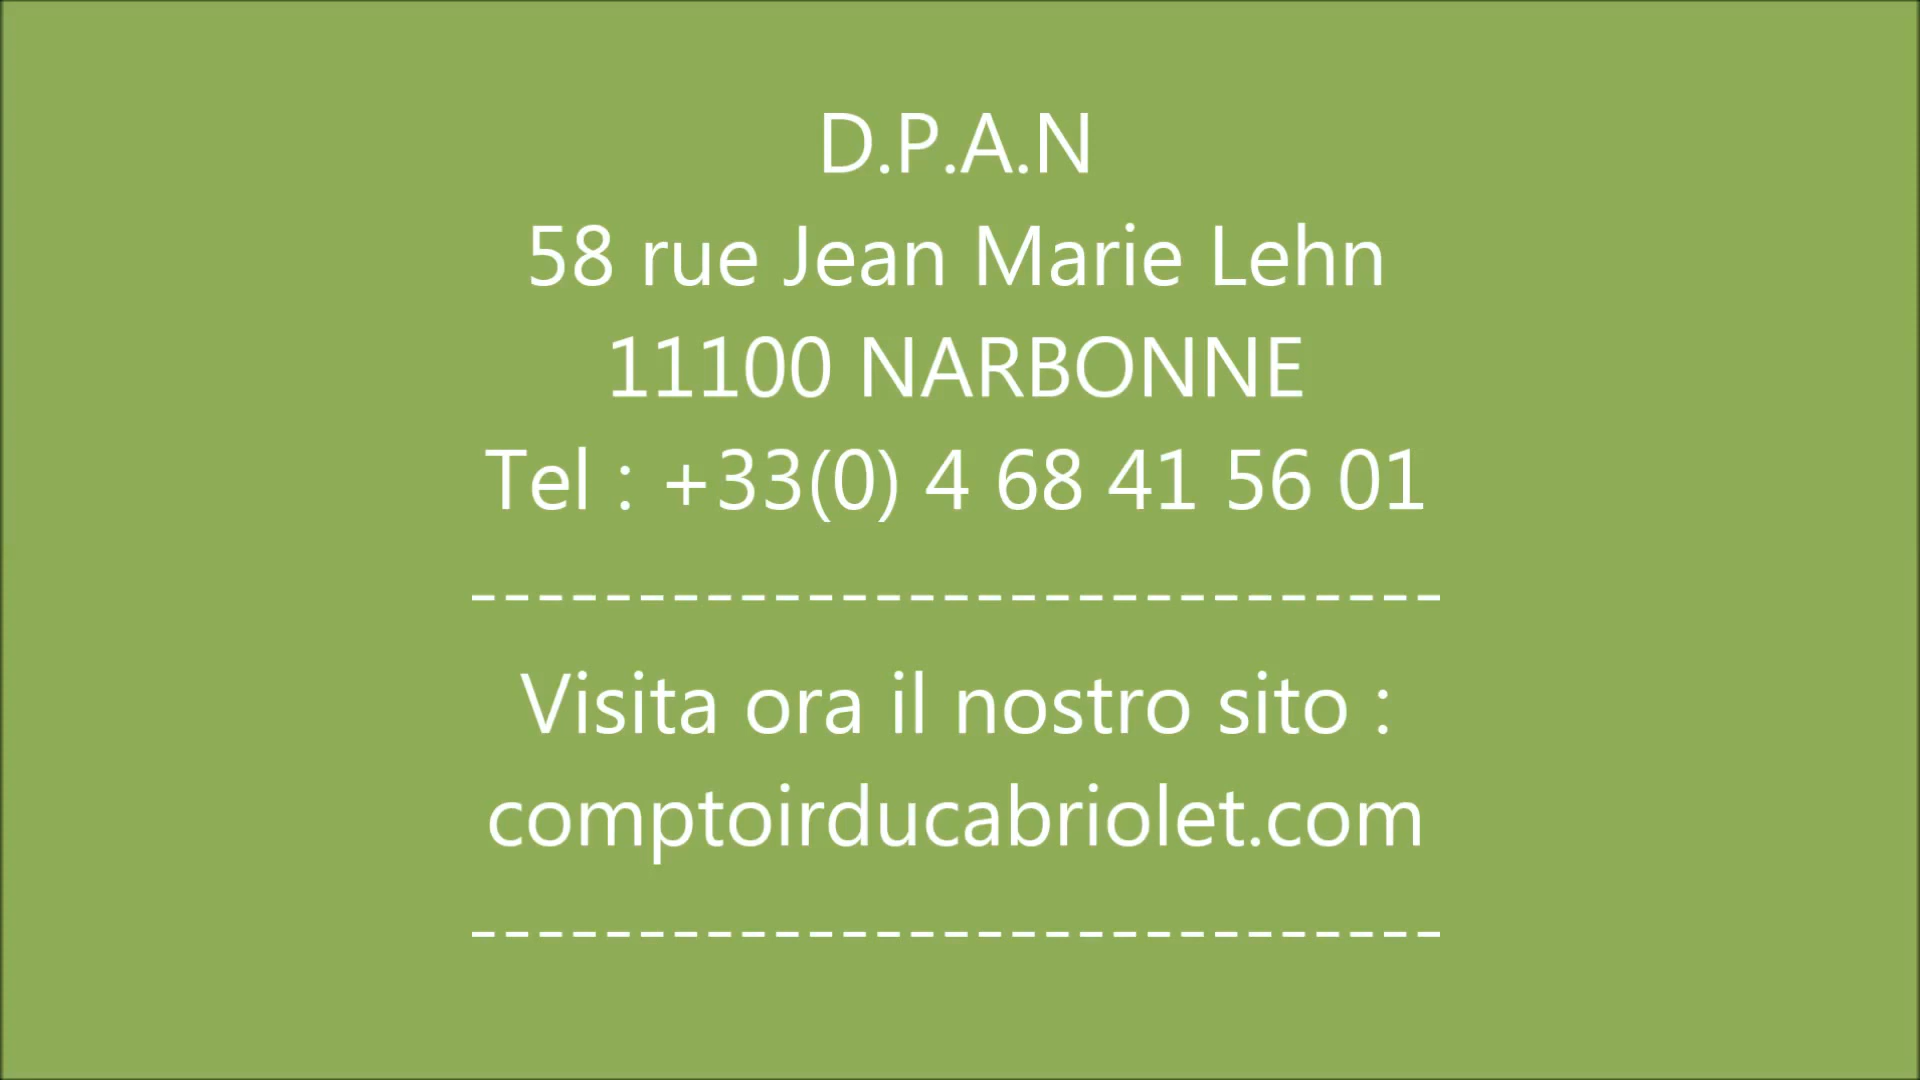 D.P.A.N
58 rue Jean Marie Lehn
11100 NARBONNE
Tel : +33(0) 4 68 41 56 01
-----------------------------
Visita ora il nostro sito :
comptoirducabriolet.com
-----------------------------